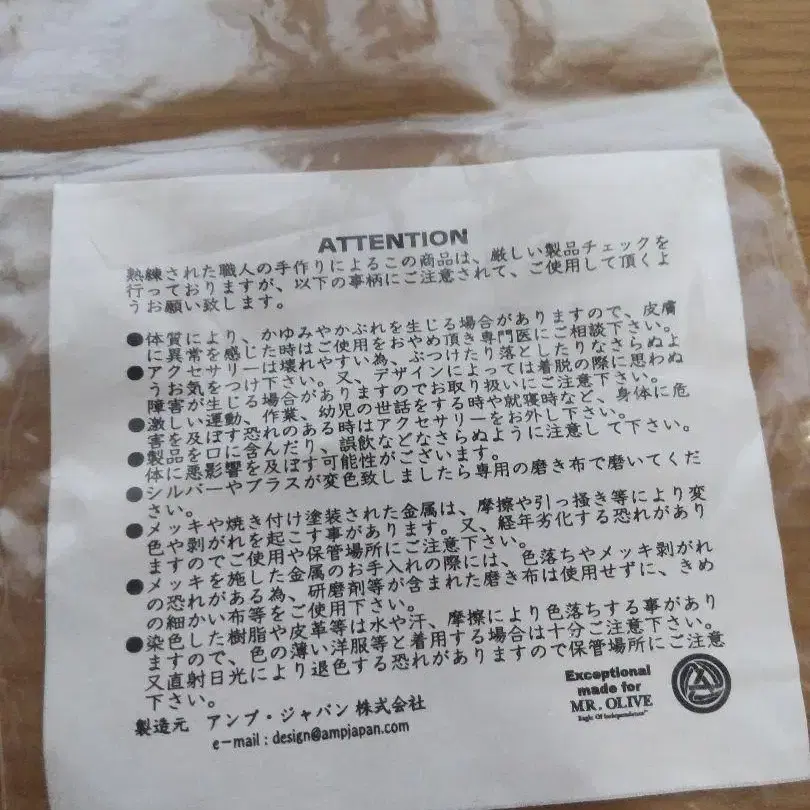 ATTENTION
熟練された職人の手作りによるこの商品は、厳しい製品チェックを
行っておりますが、以下の事柄にご注意されて、ご使用して頂くよ
うお願い致します。
●体質により、かゆみやかぶれを生じる場合がありますので、皮膚
に異常を感じた時はご使用をおやめ頂き専門医にご相談下さい。
●アクセサリーは壊れやすい為、ぶつけたり落としたりなさらぬよ
うお気をつけ下さい。又、デザインによっては着脱の際に思わぬ
障害が生じる場合がありますのでお取り扱いにご注意下さい。
●激しい運動、作業、幼児の世話をする時や就寝時など、身体に危
害を及ぼす恐れのある時はアクセサリーをお外し下さい。
●製品を口に含んだり、誤飲などなさらぬように注意して下さい。
体に悪影響を及ぼす可能性がございます。
●シルバーやブラスが変色致しましたら専用の磨き布で磨いてくだ
さい。
●メッキや焼き付け塗装された金属は、摩擦や引っ掻き等により変
色や剥がれを起こす事があります。又、経年劣化する恐れがあり
ますのでご使用や保管場所にご注意下さい。
●メッキを施した金属のお手入れの際には、色落ちやメッキ剥がれ
の恐れがある為、研磨剤等が含まれた磨き布は使用せずに、きめ
の細かい布等をご使用下さい。
●染色した樹脂や皮革等は水や汗、摩擦により色落ちする事があり
ますので、色の薄い洋服等と着用する場合は十分ご注意下さい。
又直射日光により退色する恐れがありますので保管場所にご注意
下さい。
製造元 アンプ・ジャパン株式会社
e-mail : design@ampjapan.com
Exceptional
made for
MR. OLIVE
Logic Of Independence